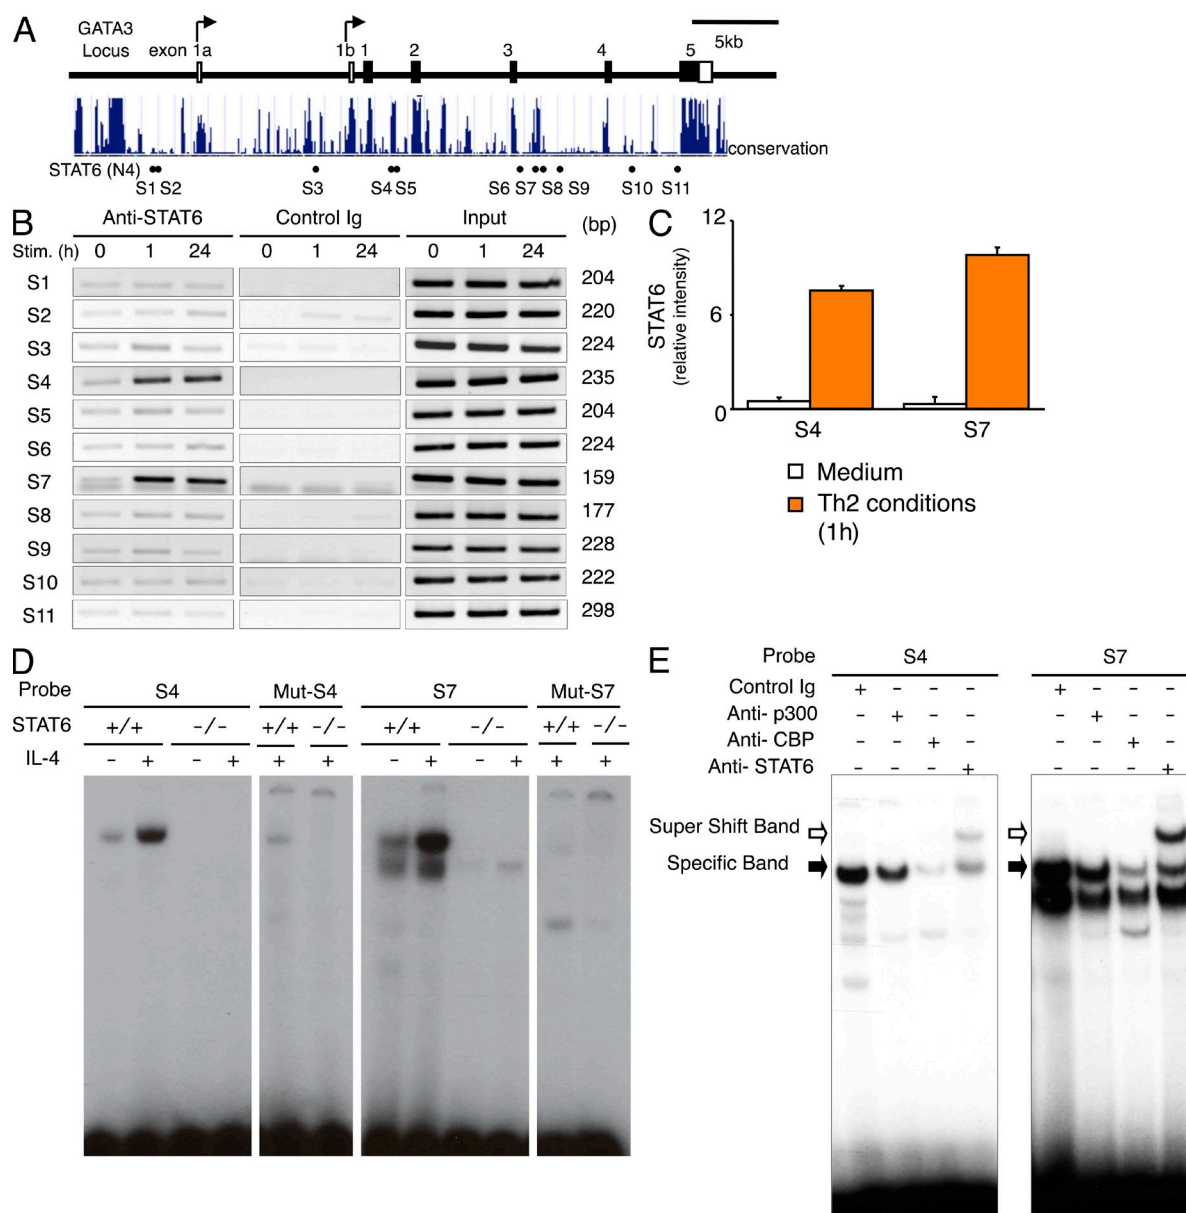 A
GATA3
Locus
exon 1a 1b 1 2 3 4 5
5kb
conservation
STAT6 (N4)
S1 S2 S3 S4 S5 S6 S7 S8 S9 S10 S11
B
Anti-STAT6 Control Ig Input (bp)
Stim. (h) 0 1 24 0 1 24 0 1 24
S1 204
S2 220
S3 224
S4 235
S5 204
S6 224
S7 159
S8 177
S9 228
S10 222
S11 298
C
STAT6
(relative intensity)
12
6
0
S4 S7
Medium
Th2 conditions
(1h)
D
Probe S4 Mut-S4 S7 Mut-S7
STAT6 +/+ -/- +/+ -/- +/+ -/- +/+ -/-
IL-4 - + - + + + - + - + + +
E
Probe S4 S7
Control Ig + - - - + - - -
Anti- p300 - + - - - + - -
Anti- CBP - - + - - - + -
Anti- STAT6 - - - + - - - +
Super Shift Band
Specific Band